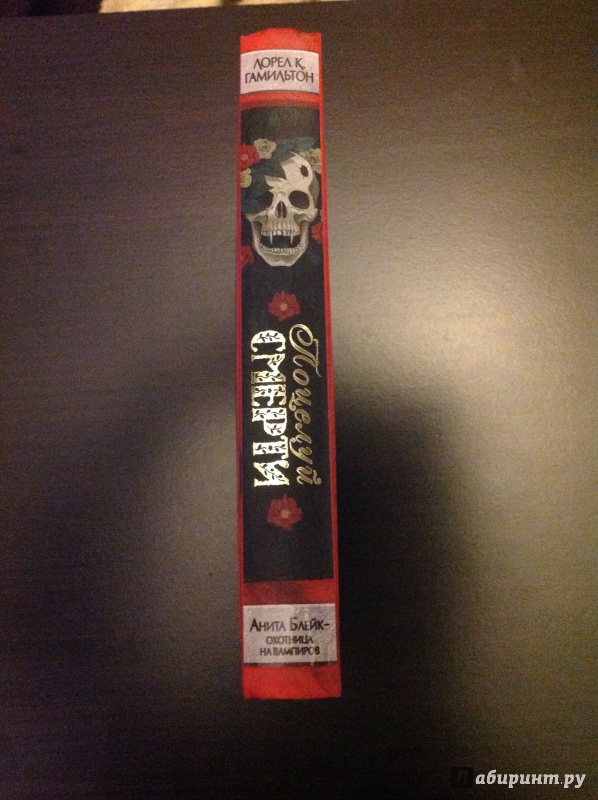 ЛОРЕЛ К.
ГАМИЛЬТОН
Поцелуй
СМЕРТИ
АНИТА БЛЕЙК–
ОХОТНИЦА
НА ВАМПИРОВ
Лабиринт.ру